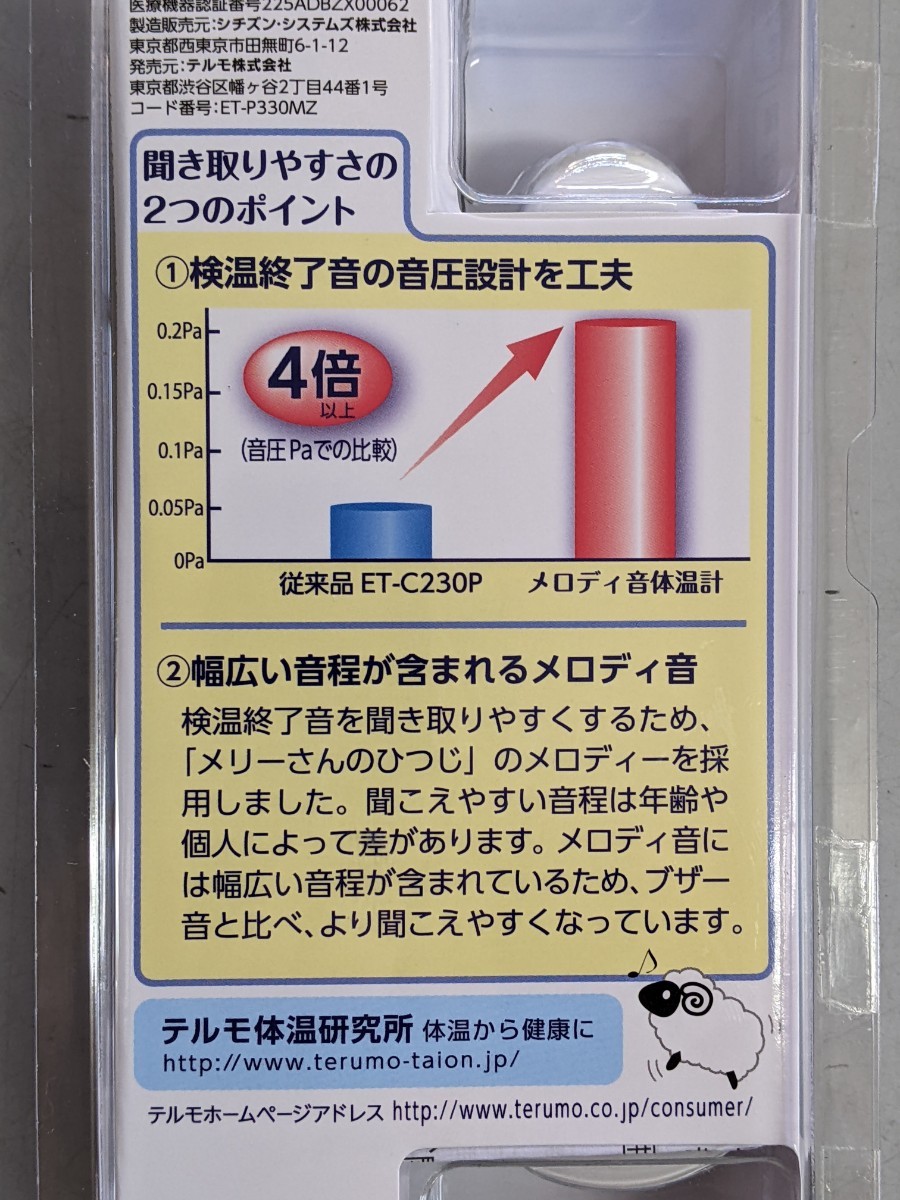 医療機器認証番号225ADBZX00062
製造販売元:シチズン・システムズ株式会社
東京都西東京市田無町6-1-12
発売元:テルモ株式会社
東京都渋谷区幡ヶ谷2丁目44番1号
コード番号:ET-P330MZ
聞き取りやすさの
2つのポイント
①検温終了音の音圧設計を工夫
0.2Pa
0.15Pa
0.1Pa
0.05Pa
0Pa
4倍
以上
(音圧Paでの比較)
従来品 ET-C230P
メロディ音体温計
②幅広い音程が含まれるメロディ音
検温終了音を聞き取りやすくするため、
「メリーさんのひつじ」のメロディーを採
用しました。聞こえやすい音程は年齢や
個人によって差があります。メロディ音に
は幅広い音程が含まれているため、ブザー
音と比べ、より聞こえやすくなっています。
テルモ体温研究所 体温から健康に
http://www.terumo-taion.jp/
テルモホームページアドレス http://www.terumo.co.jp/consumer/